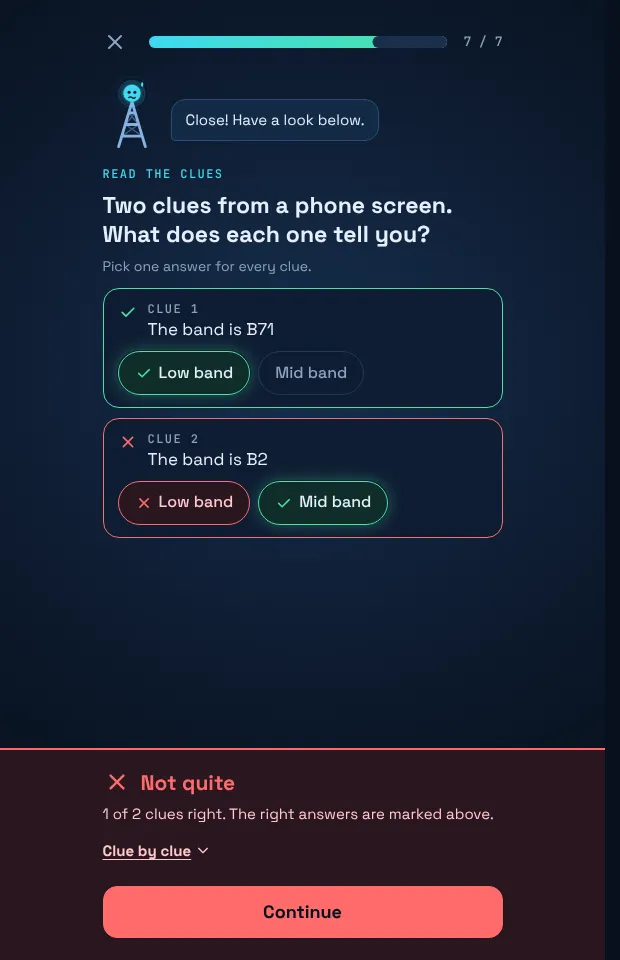 7 / 7
Close! Have a look below.
READ THE CLUES
Two clues from a phone screen.
What does each one tell you?
Pick one answer for every clue.
CLUE 1
The band is B71
Low band
Mid band
CLUE 2
The band is B2
Low band
Mid band
Not quite
1 of 2 clues right. The right answers are marked above.
Clue by clue
Continue